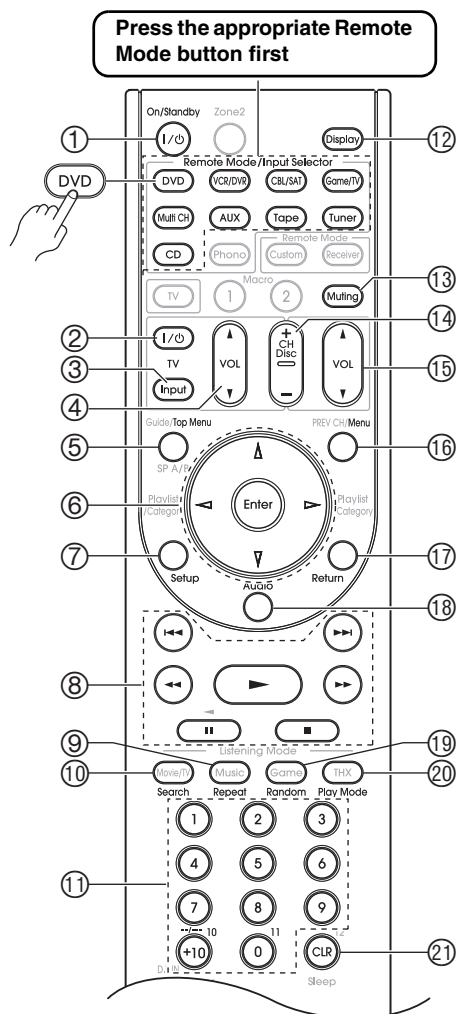 Press the appropriate Remote
Mode button first
On/Standby Zone2
① I/⏻ Display ⑫
Remote Mode/Input Selector
DVD
DVD VCR/DVR CBL/SAT Game/TV
Multi CH AUX Tape Tuner
Remote Mode
CD Phono Custom Receiver
Macro
TV 1 2 Muting ⑬
② I/⏻ + ⑭
TV VOL CH VOL ⑮
Disc
③ Input
④ −
Guide/Top Menu PREV CH/Menu
⑤ ⑯
SP A/B
⑥ Playlist Enter Playlist
/Category /Category
⑦ ⑰
Setup Return
Audio
⑱
⑧
Listening Mode
⑨ ⑲
⑩ Movie/TV Music Game THX ⑳
Search Repeat Random Play Mode
1 2 3
4 5 6
⑪
7 8 9
--/--- 10 11 12
+10 0 CLR ㉑
D.TUN Sleep